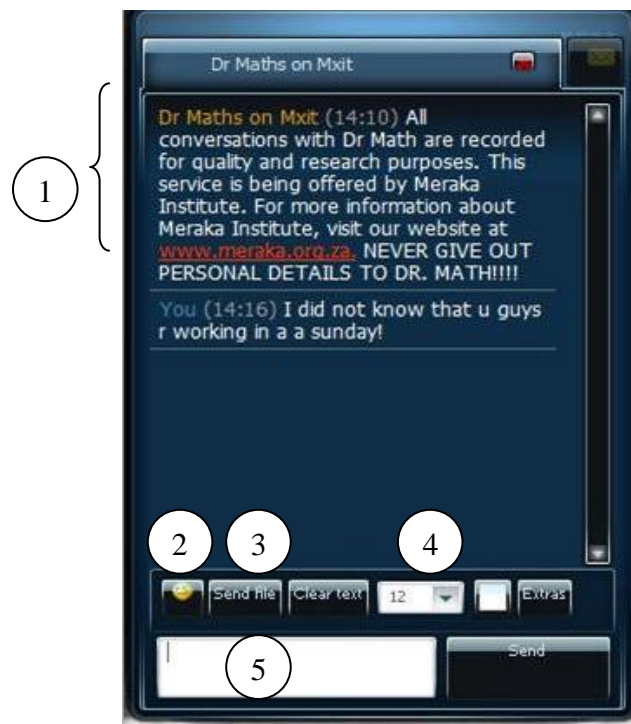 Dr Maths on Mxit
Dr Maths on Mxit (14:10) All
conversations with Dr Math are recorded
for quality and research purposes. This
service is being offered by Meraka
Institute. For more information about
Meraka Institute, visit our website at
www.meraka.org.za. NEVER GIVE OUT
PERSONAL DETAILS TO DR. MATH!!!!
You (14:16) I did not know that u guys
r working in a a sunday!
1
2 3 4
Send file Clear text 12 Extras
5 Send